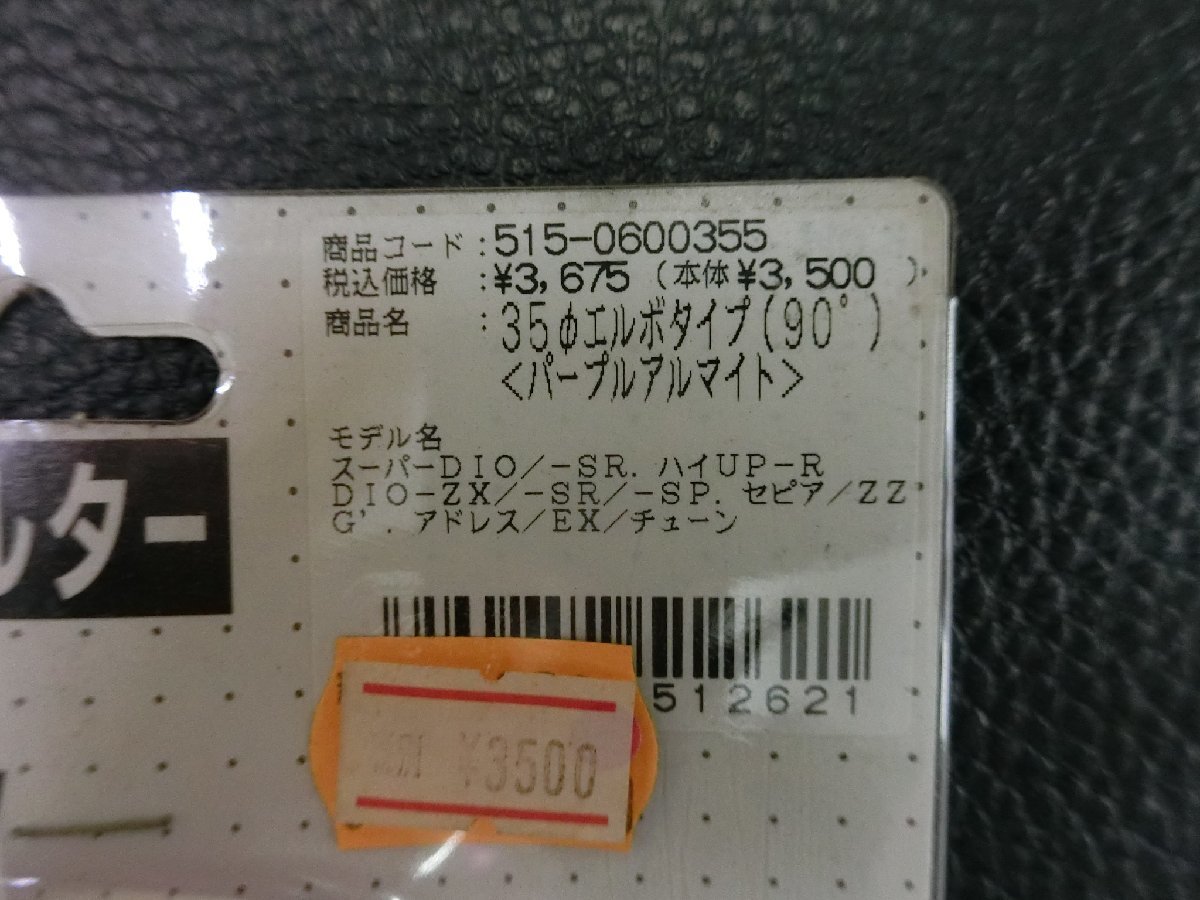 商品コード:515-0600355
税込価格 :¥3,675 (本体¥3,500 )
商品名 :35φエルボタイプ(90°)
<パープルアルマイト>
モデル名
スーパーDIO/-SR. ハイUP-R
DIO-ZX/-SR/-SP. セピア/ZZ
G'. アドレス/EX/チューン
ルター
512621
¥3500